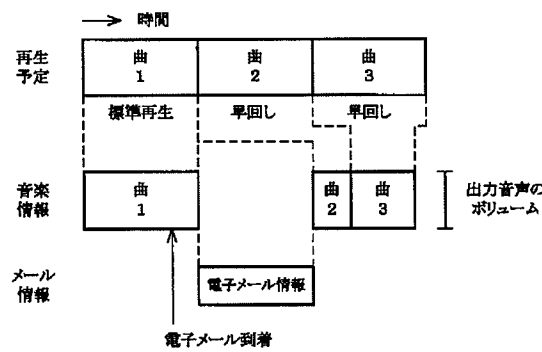 時間
再生
予定
曲
1
曲
2
曲
3
標準再生
早回し
早回し
音楽
情報
曲
1
曲
2
曲
3
出力音声の
ボリューム
メール
情報
電子メール情報
電子メール到着